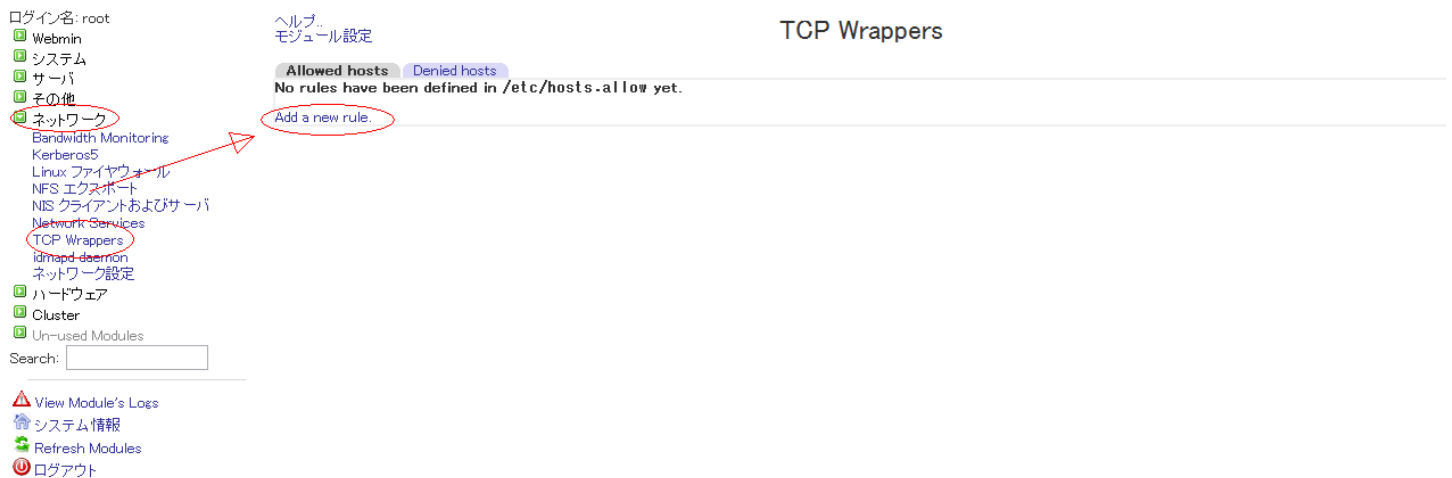 ログイン名: root
Webmin
システム
サーバ
その他
ネットワーク
Bandwidth Monitoring
Kerberos5
Linux ファイヤウォール
NFS エクスポート
NIS クライアントおよびサーバ
Network Services
TCP Wrappers
idmapd daemon
ネットワーク設定
ハードウェア
Cluster
Un-used Modules
Search:
View Module's Logs
システム情報
Refresh Modules
ログアウト
ヘルプ..
モジュール設定
TCP Wrappers
Allowed hosts Denied hosts
No rules have been defined in /etc/hosts.allow yet.
Add a new rule.